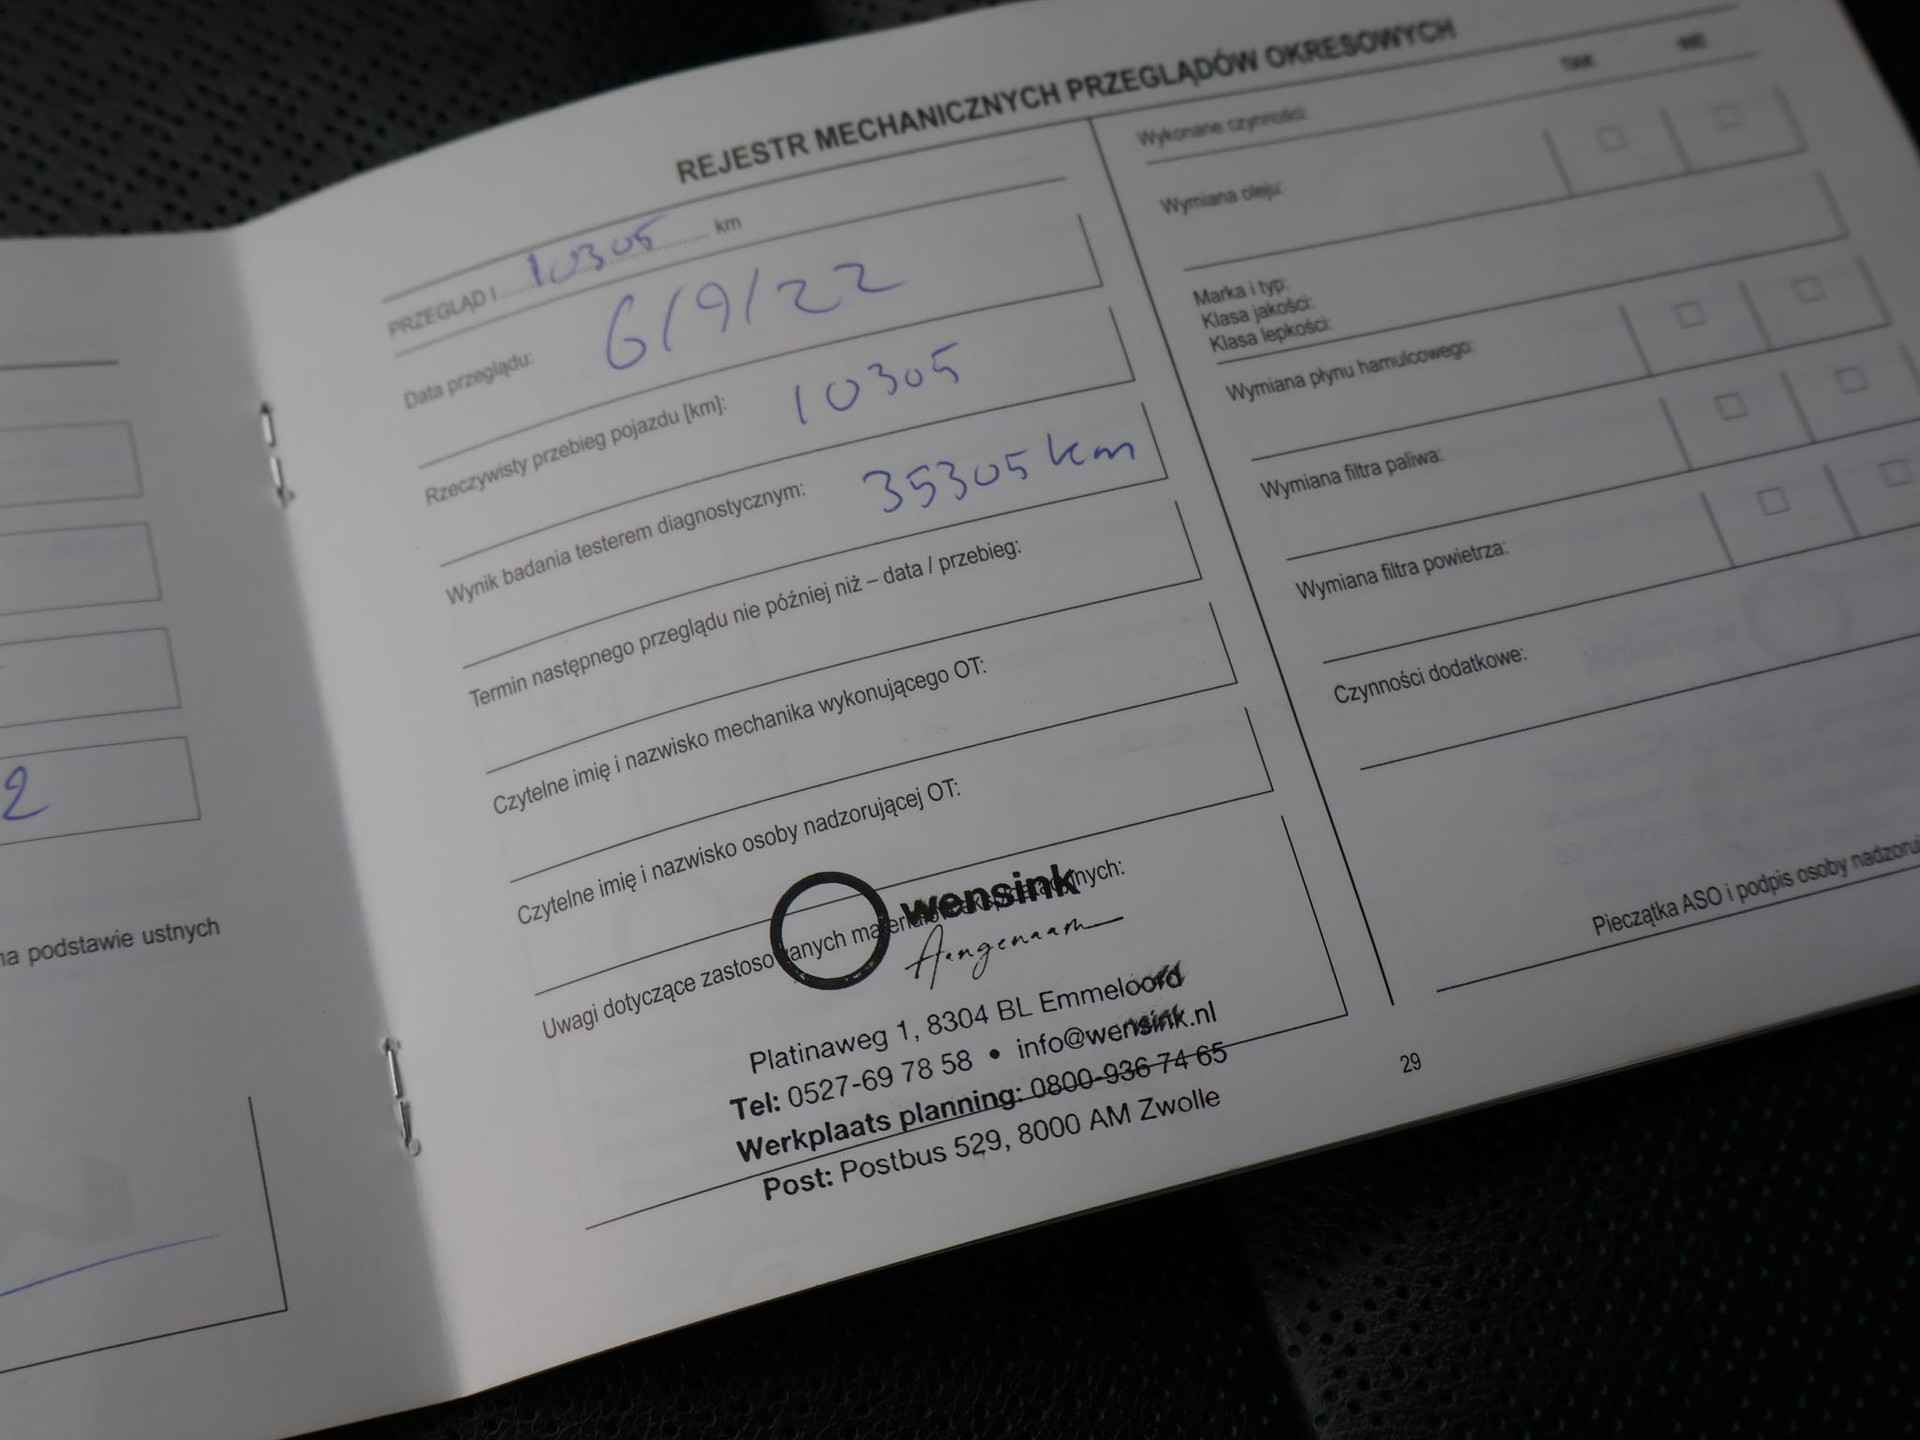 REJESTR MECHANICZNYCH PRZEGLĄDÓW OKRESOWYCH
PRZEGLĄD I 10305 km
Data przeglądu: 6/9/22
Rzeczywisty przebieg pojazdu [km]: 10305
Wynik badania testerem diagnostycznym: 35305 km
Termin następnego przeglądu nie później niż – data / przebieg:
Czytelne imię i nazwisko mechanika wykonującego OT:
Czytelne imię i nazwisko osoby nadzorującej OT:
Uwagi dotyczące zastosowanych
wensink
Aangenaam
Platinaweg 1, 8304 BL Emmeloord
Tel: 0527-69 78 58 • info@wensink.nl
Werkplaats planning: 0800-936 74 65
Post: Postbus 529, 8000 AM Zwolle
TAK NIE
Wykonane czynności:
Wymiana oleju:
Marka i typ:
Klasa jakości:
Klasa lepkości:
Wymiana płynu hamulcowego:
Wymiana filtra paliwa:
Wymiana filtra powietrza:
Czynności dodatkowe:
Pieczątka ASO i podpis osoby
29
2
na podstawie ustnych